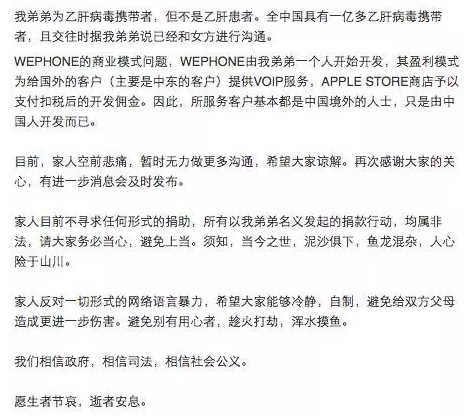 我弟弟为乙肝病毒携带者，但不是乙肝患者。全中国具有一亿多乙肝病毒携带
者，且交往时据我弟弟说已经和女方进行沟通。
WEPHONE的商业模式问题，WEPHONE由我弟弟一个人开始开发，其盈利模式
为给国外的客户（主要是中东的客户）提供VOIP服务，APPLE STORE商店予以
支付扣税后的开发佣金。因此，所服务客户基本都是中国境外的人士，只是由中
国人开发而已。
目前，家人空前悲痛，暂时无力做更多沟通，希望大家谅解。再次感谢大家的关
心，有进一步消息会及时发布。
家人目前不寻求任何形式的捐助，所有以我弟弟名义发起的捐款行动，均属非
法，请大家务必当心，避免上当。须知，当今之世，泥沙俱下，鱼龙混杂，人心
险于山川。
家人反对一切形式的网络语言暴力，希望大家能够冷静，自制，避免给双方父母
造成更进一步伤害。避免别有用心者，趁火打劫，浑水摸鱼。
我们相信政府，相信司法，相信社会公义。
愿生者节哀，逝者安息。